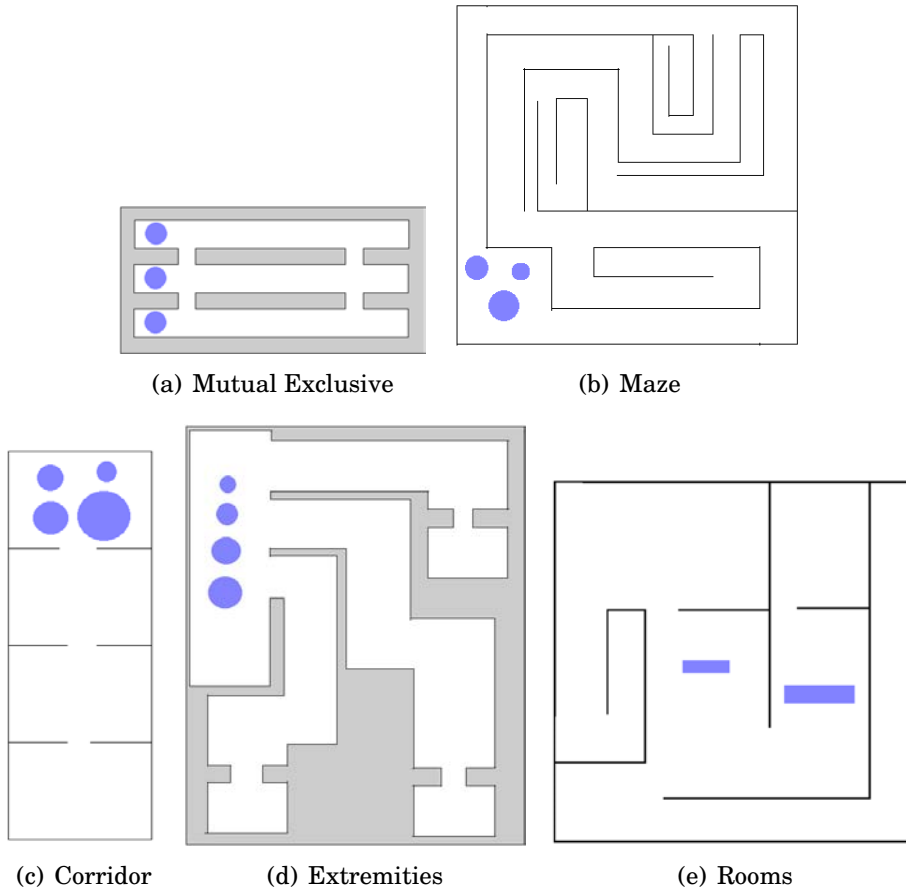 (a) Mutual Exclusive
(b) Maze
(c) Corridor
(d) Extremities
(e) Rooms